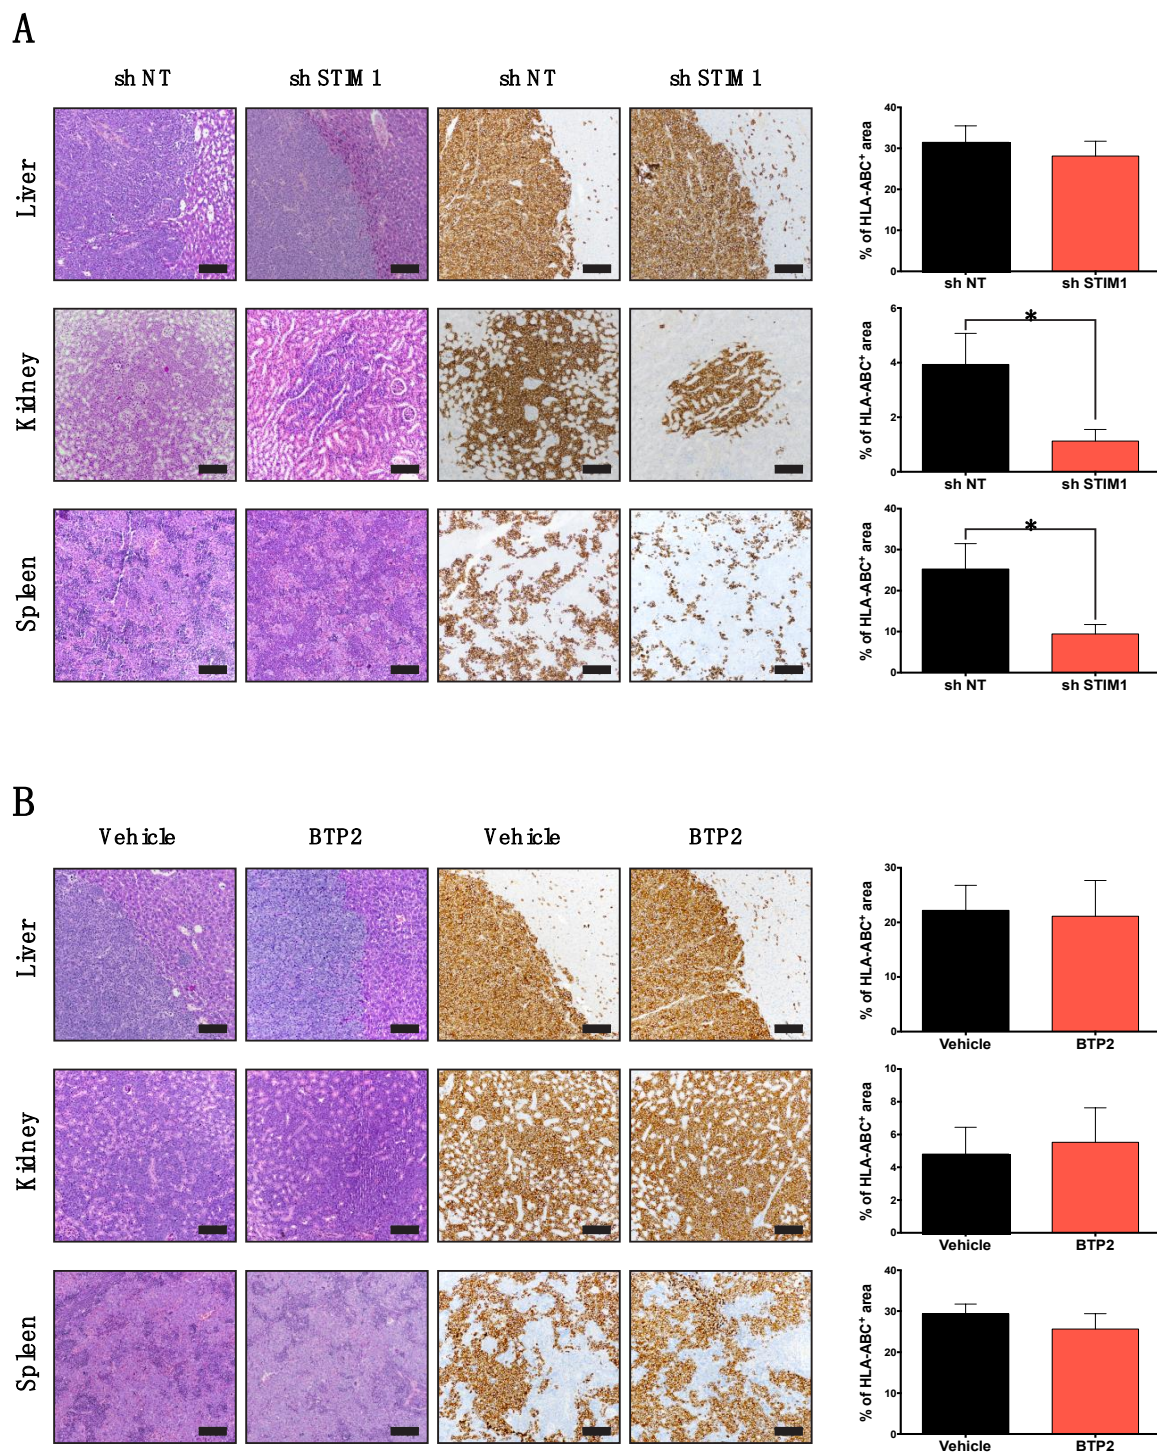 A
sh NT sh STIM1 sh NT sh STIM1
Liver
% of HLA-ABC⁺ area
40
30
20
10
0
sh NT sh STIM1
Kidney
% of HLA-ABC⁺ area
6
4
2
0
*
sh NT sh STIM1
Spleen
% of HLA-ABC⁺ area
40
30
20
10
0
*
sh NT sh STIM1
B
Vehicle BTP2 Vehicle BTP2
Liver
% of HLA-ABC⁺ area
30
20
10
0
Vehicle BTP2
Kidney
% of HLA-ABC⁺ area
10
8
6
4
2
0
Vehicle BTP2
Spleen
% of HLA-ABC⁺ area
40
30
20
10
0
Vehicle BTP2